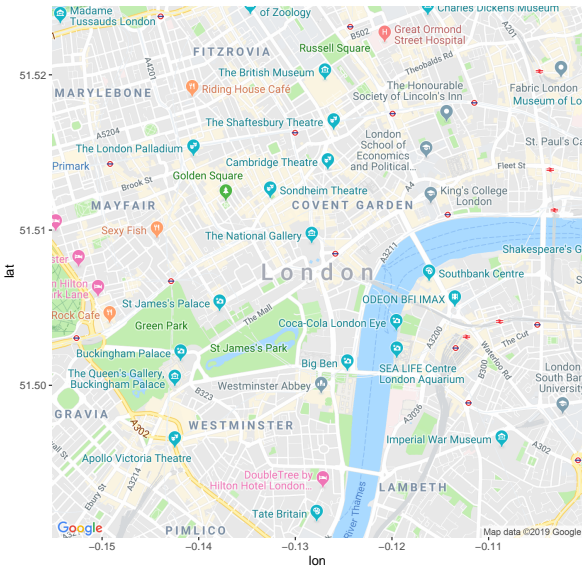 Madame
Tussauds London
of Zoology
Charles Dickens Museum
B502
A201
Great Ormond
Street Hospital
FITZROVIA
Russell Square
Theobalds Rd
51.52
A4201
The British Museum
Riding House Café
The Honourable
Society of Lincoln's Inn
Fabric London
Museum of Lo
MARYLEBONE
The Shaftesbury Theatre
A5204
London
School of
Economics
and Political...
St. Paul's Ca
The London Palladium
Cambridge Theatre
Fleet St
Primark
Golden Square
Brook St
Sondheim Theatre
A4
King's College
London
MAYFAIR
COVENT GARDEN
51.51
Sexy Fish
The National Gallery
A3211
Shakespeare's G
ster
London
Southbank Centre
n Hilton
rk Lane
St James's Palace
ODEON BFI IMAX
Rock Cafe
The Mall
Green Park
Coca-Cola London Eye
A3200
The Cut
St James's Park
Waterloo Rd
Buckingham Palace
Big Ben
SEA LIFE Centre
London Aquarium
B300
London
South Ban
University
The Queen's Gallery,
Buckingham Palace
51.50
Westminster Abbey
B323
GRAVIA
A302
WESTMINSTER
A3036
Imperial War Museum
A302
Apollo Victoria Theatre
A3214
DoubleTree by
Hilton Hotel London...
LAMBETH
Ebury St
Tate Britain
River Thames
Google
PIMLICO
Map data ©2019 Google
−0.15
−0.14
−0.13
−0.12
−0.11
lon
lat